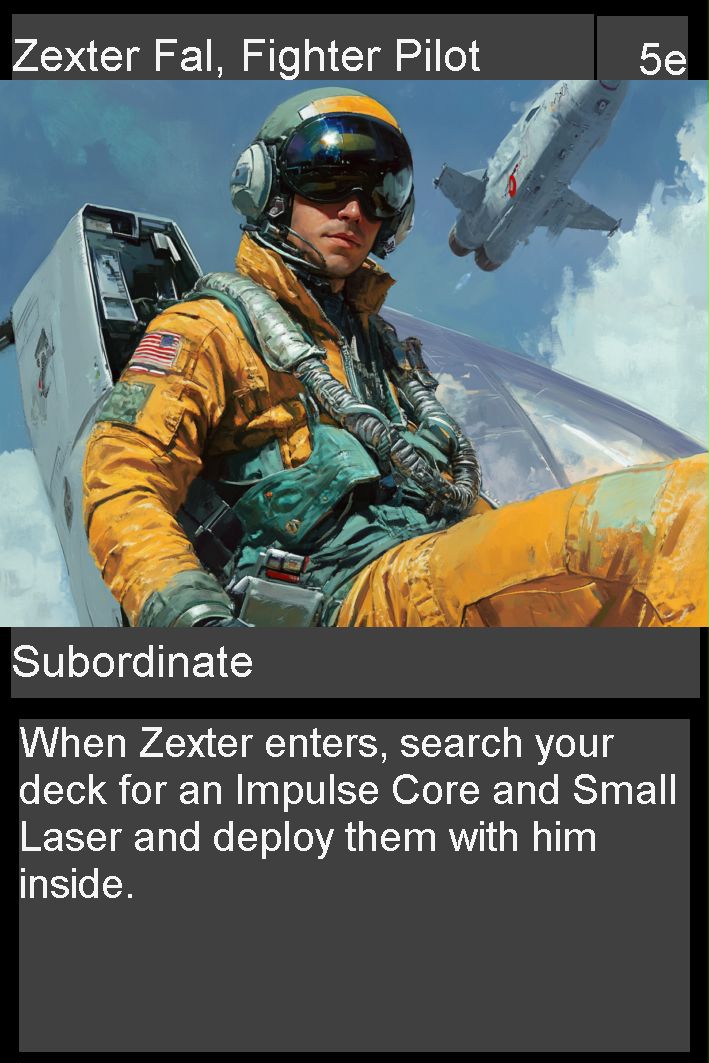 Zexter Fal, Fighter Pilot
5e
Subordinate
When Zexter enters, search your
deck for an Impulse Core and Small
Laser and deploy them with him
inside.